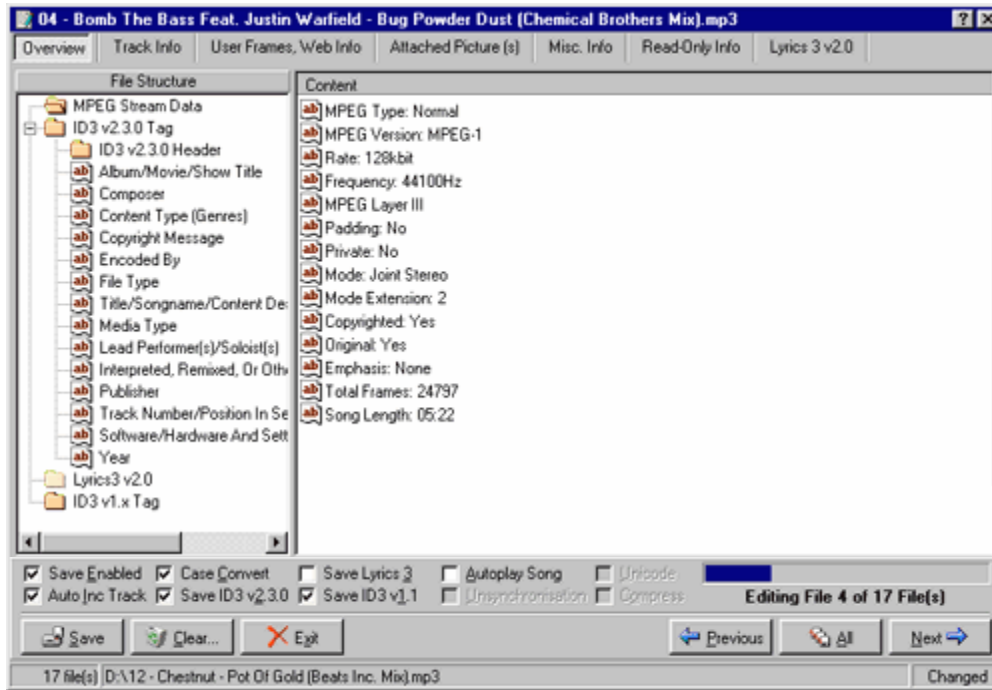 04 - Bomb The Bass Feat. Justin Warfield - Bug Powder Dust (Chemical Brothers Mix).mp3
Overview Track Info User Frames, Web Info Attached Picture (s) Misc. Info Read-Only Info Lyrics 3 v2.0
File Structure
MPEG Stream Data
ID3 v2.3.0 Tag
ID3 v2.3.0 Header
Album/Movie/Show Title
Composer
Content Type (Genres)
Copyright Message
Encoded By
File Type
Title/Songname/Content De
Media Type
Lead Performer(s)/Soloist(s)
Interpreted, Remixed, Or Oth
Publisher
Track Number/Position In Se
Software/Hardware And Sett
Year
Lyrics3 v2.0
ID3 v1.x Tag
Content
MPEG Type: Normal
MPEG Version: MPEG-1
Rate: 128kbit
Frequency: 44100Hz
MPEG Layer III
Padding: No
Private: No
Mode: Joint Stereo
Mode Extension: 2
Copyrighted: Yes
Original: Yes
Emphasis: None
Total Frames: 24797
Song Length: 05:22
Save Enabled Case Convert Save Lyrics 3 Autoplay Song Unicode
Auto Inc Track Save ID3 v2.3.0 Save ID3 v1.1 Unsynchronisation Compress Editing File 4 of 17 File(s)
Save Clear... Exit Previous All Next
17 file(s) D:\12 - Chestnut - Pot Of Gold (Beats Inc. Mix).mp3 Changed